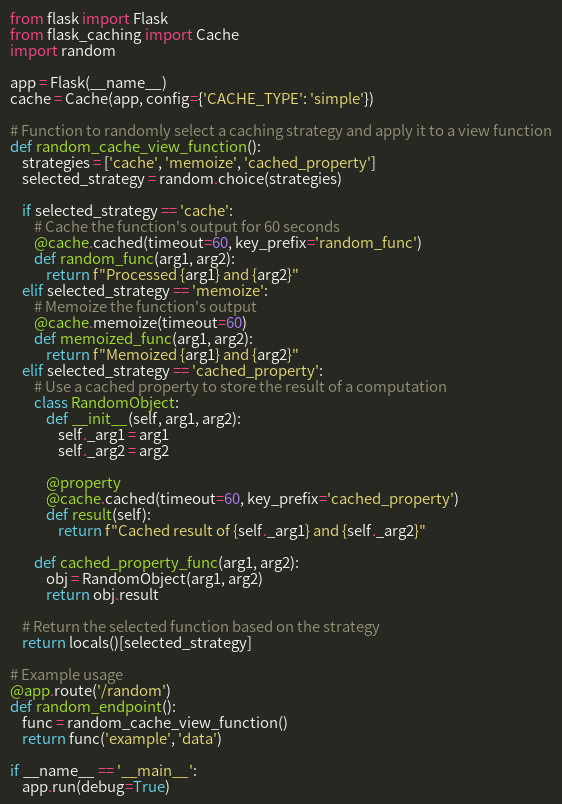 from flask import Flask
from flask_caching import Cache
import random

app = Flask(__name__)
cache = Cache(app, config={'CACHE_TYPE': 'simple'})

# Function to randomly select a caching strategy and apply it to a view function
def random_cache_view_function():
    strategies = ['cache', 'memoize', 'cached_property']
    selected_strategy = random.choice(strategies)

    if selected_strategy == 'cache':
        # Cache the function's output for 60 seconds
        @cache.cached(timeout=60, key_prefix='random_func')
        def random_func(arg1, arg2):
            return f"Processed {arg1} and {arg2}"
    elif selected_strategy == 'memoize':
        # Memoize the function's output
        @cache.memoize(timeout=60)
        def memoized_func(arg1, arg2):
            return f"Memoized {arg1} and {arg2}"
    elif selected_strategy == 'cached_property':
        # Use a cached property to store the result of a computation
        class RandomObject:
            def __init__(self, arg1, arg2):
                self._arg1 = arg1
                self._arg2 = arg2

            @property
            @cache.cached(timeout=60, key_prefix='cached_property')
            def result(self):
                return f"Cached result of {self._arg1} and {self._arg2}"

        def cached_property_func(arg1, arg2):
            obj = RandomObject(arg1, arg2)
            return obj.result

    # Return the selected function based on the strategy
    return locals()[selected_strategy]

# Example usage
@app.route('/random')
def random_endpoint():
    func = random_cache_view_function()
    return func('example', 'data')

if __name__ == '__main__':
    app.run(debug=True)